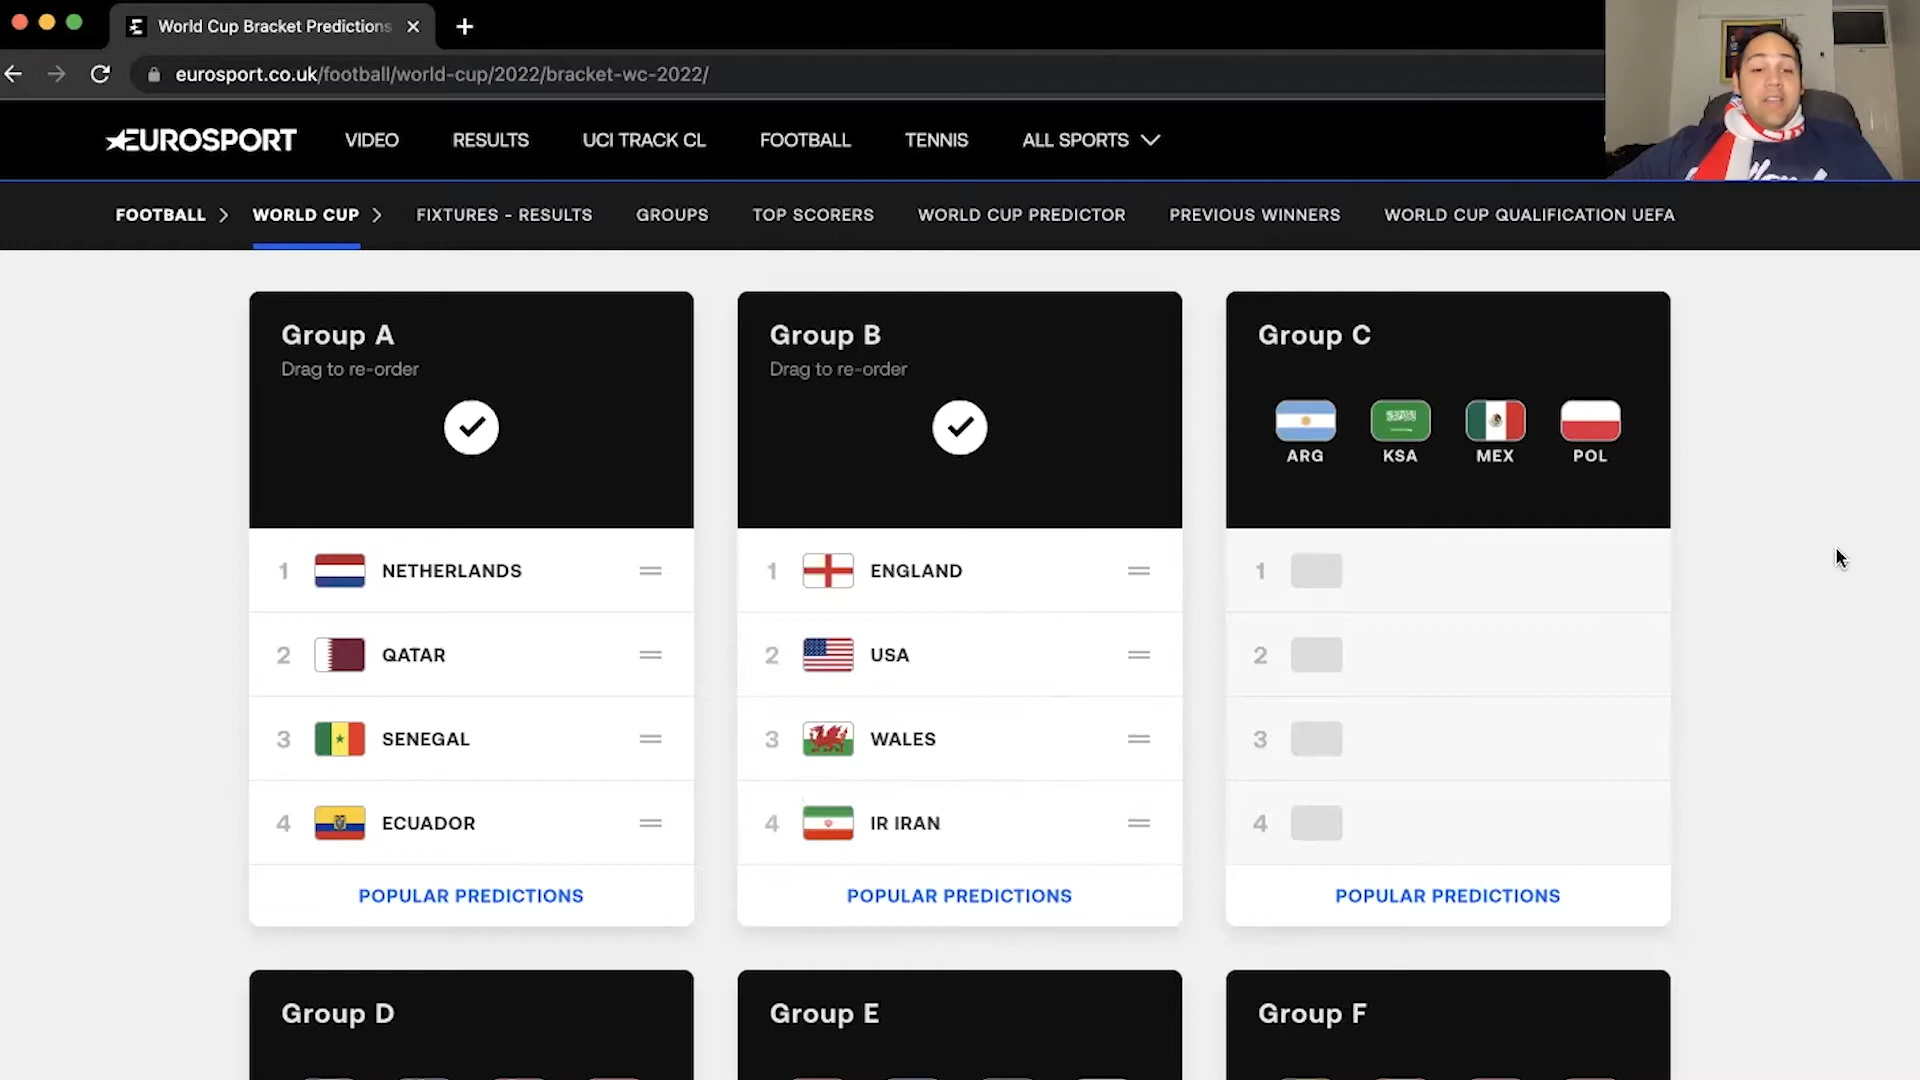 World Cup Bracket Predictions
eurosport.co.uk/football/world-cup/2022/bracket-wc-2022/
EUROSPORT VIDEO RESULTS UCI TRACK CL FOOTBALL TENNIS ALL SPORTS
FOOTBALL WORLD CUP FIXTURES - RESULTS GROUPS TOP SCORERS WORLD CUP PREDICTOR PREVIOUS WINNERS WORLD CUP QUALIFICATION UEFA
Group A
Drag to re-order
1 NETHERLANDS
2 QATAR
3 SENEGAL
4 ECUADOR
POPULAR PREDICTIONS
Group B
Drag to re-order
1 ENGLAND
2 USA
3 WALES
4 IR IRAN
POPULAR PREDICTIONS
Group C
ARG KSA MEX POL
1
2
3
4
POPULAR PREDICTIONS
Group D
Group E
Group F